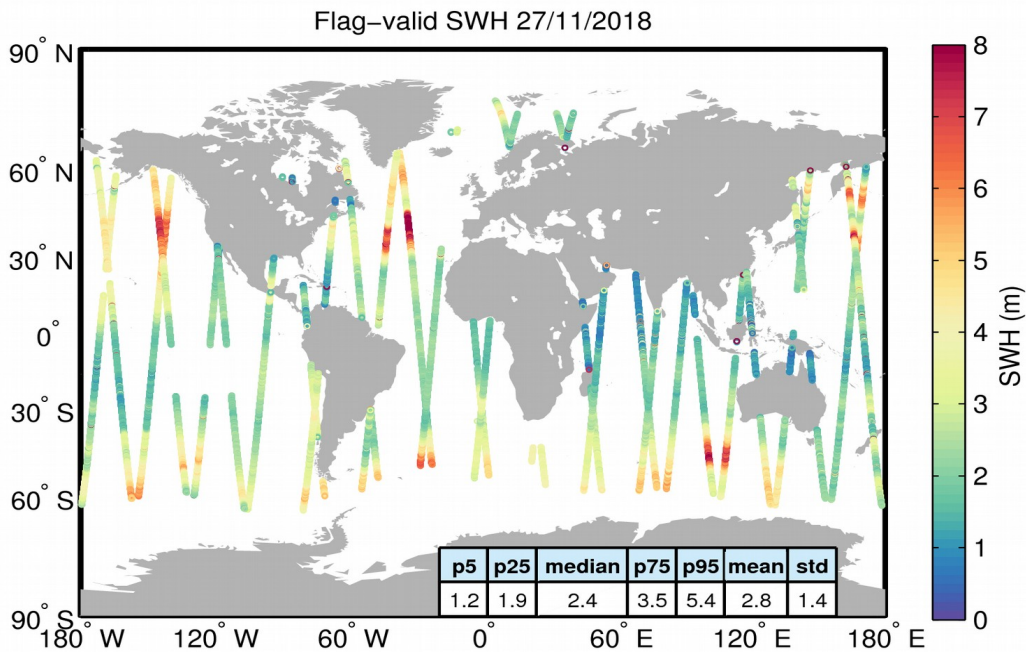 Flag−valid SWH 27/11/2018
90° N
60° N
30° N
0°
30° S
60° S
90° S
180° W
120° W
60° W
0°
60° E
120° E
180° E
p5 p25 median p75 p95 mean std
1.2 1.9 2.4 3.5 5.4 2.8 1.4
8
7
6
5
4
3
2
1
0
SWH (m)